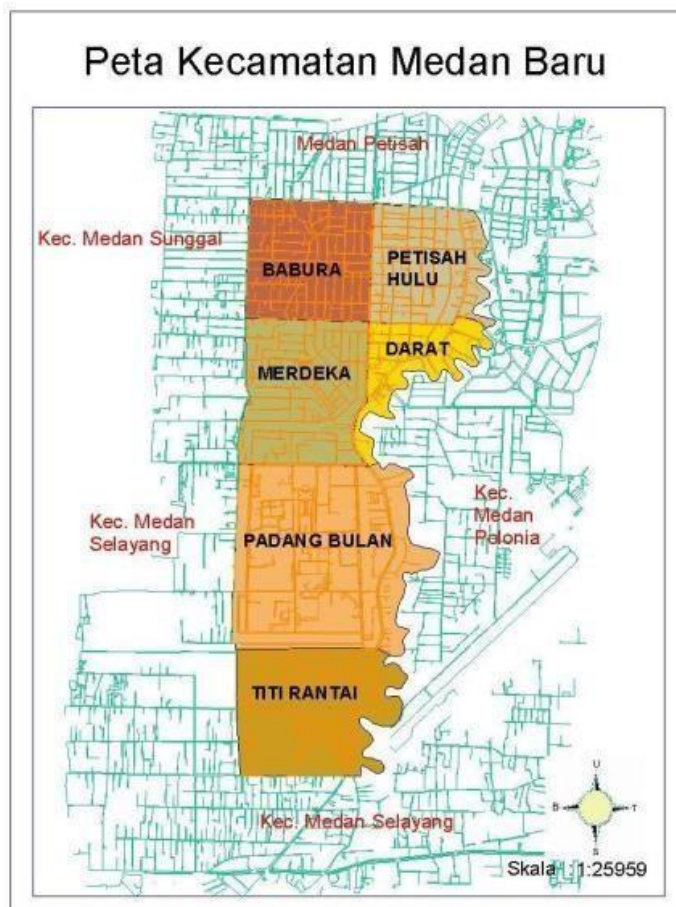 Peta Kecamatan Medan Baru
Medan Petisah
Kec. Medan Sunggal
BABURA
PETISAH
HULU
DARAT
MERDEKA
Kec. Medan
Selayang
Kec.
Medan
Polonia
PADANG BULAN
TITI RANTAI
Kec. Medan Selayang
U
B
T
S
Skala : 1:25959